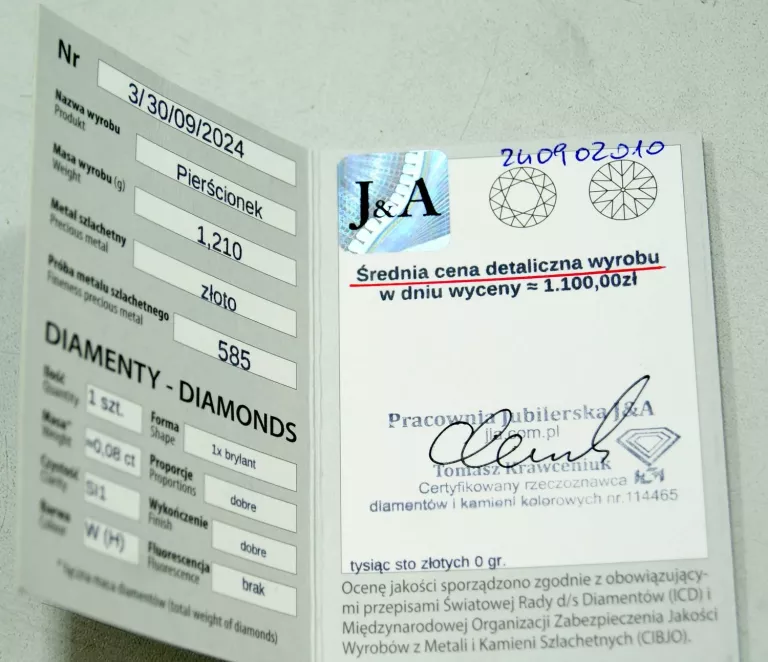 Nr 3/30/09/2024
Nazwa wyrobu
Produkt
Pierścionek
Masa wyrobu (g)
Weight
1,210
Metal szlachetny
Precious metal
złoto
Próba metalu szlachetnego
Fineness precious metal
585
DIAMENTY - DIAMONDS
Ilość
Quantity
1 szt.
Forma
Shape
1x brylant
Masa*
Weight
≈0,08 ct
Proporcje
Proportions
dobre
Czystość
Clarity
SI1
Wykończenie
Finish
dobre
Barwa
Colour
W (H)
Fluorescencja
Fluorescence
brak
* łączna masa diamentów (total weight of diamonds)
240902010
J&A
Średnia cena detaliczna wyrobu
w dniu wyceny ≈ 1.100,00zł
Pracownia Jubilerska J&A
jla.com.pl
Tomasz Krawceniuk
Certyfikowany rzeczoznawca
diamentów i kamieni kolorowych nr.114465
tysiąc sto złotych 0 gr.
Ocenę jakości sporządzono zgodnie z obowiązujący-
mi przepisami Światowej Rady d/s Diamentów (ICD) i
Międzynarodowej Organizacji Zabezpieczenia Jakości
Wyrobów z Metali i Kamieni Szlachetnych (CIBJO).